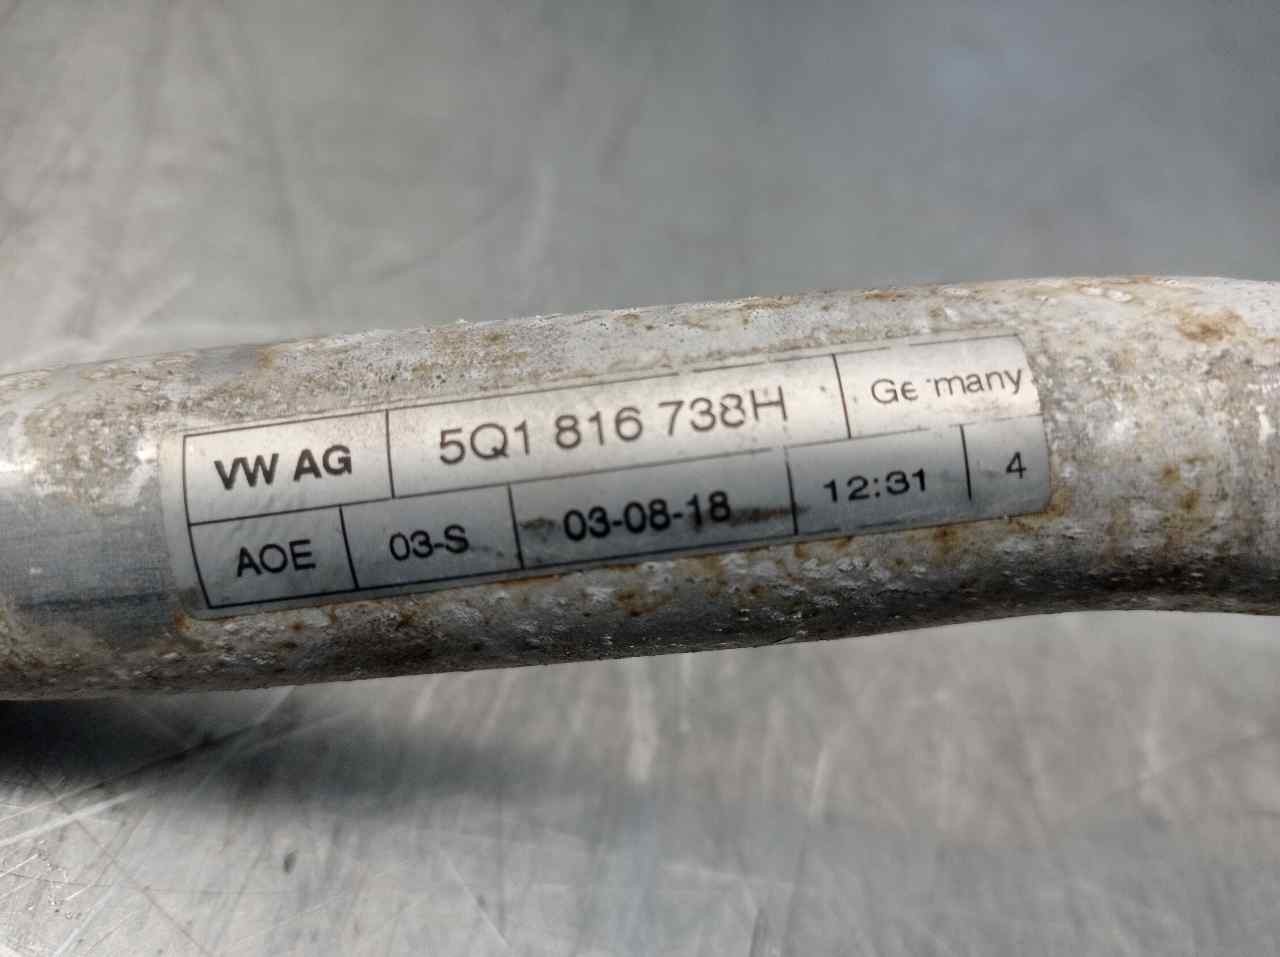 VW AG 5Q1 816 738H Germany
AOE 03-S 03-08-18 12:31 4